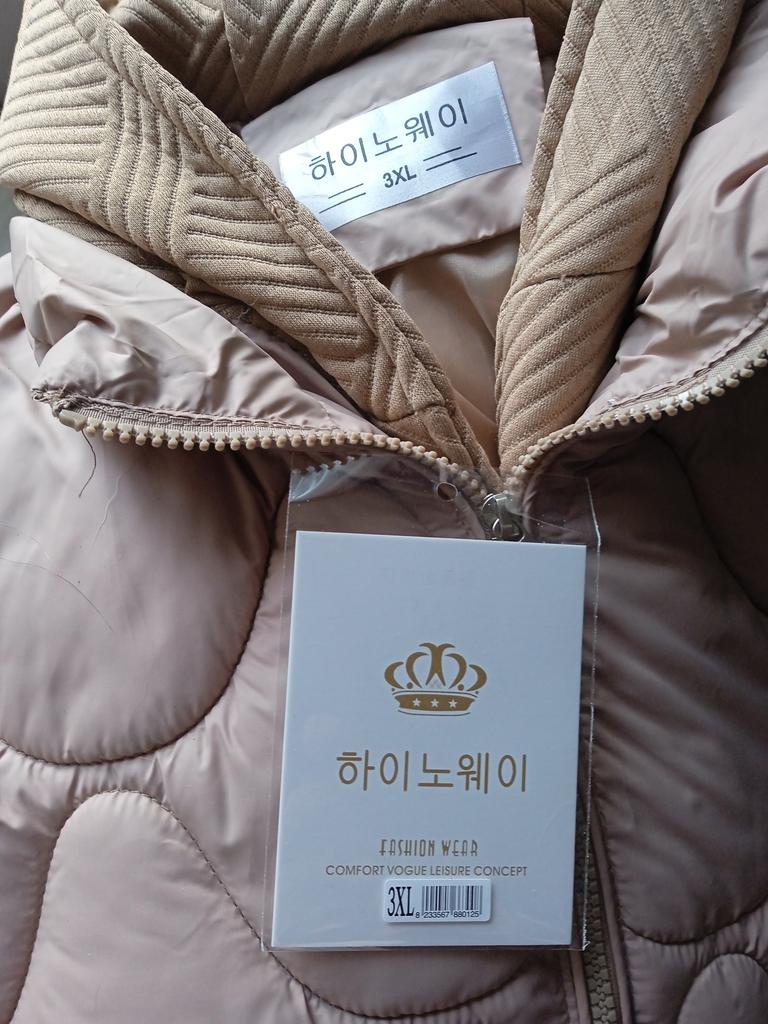 하이노웨이
3XL
하이노웨이
FASHION WEAR
COMFORT VOGUE LEISURE CONCEPT
3XL
8 233567 880125